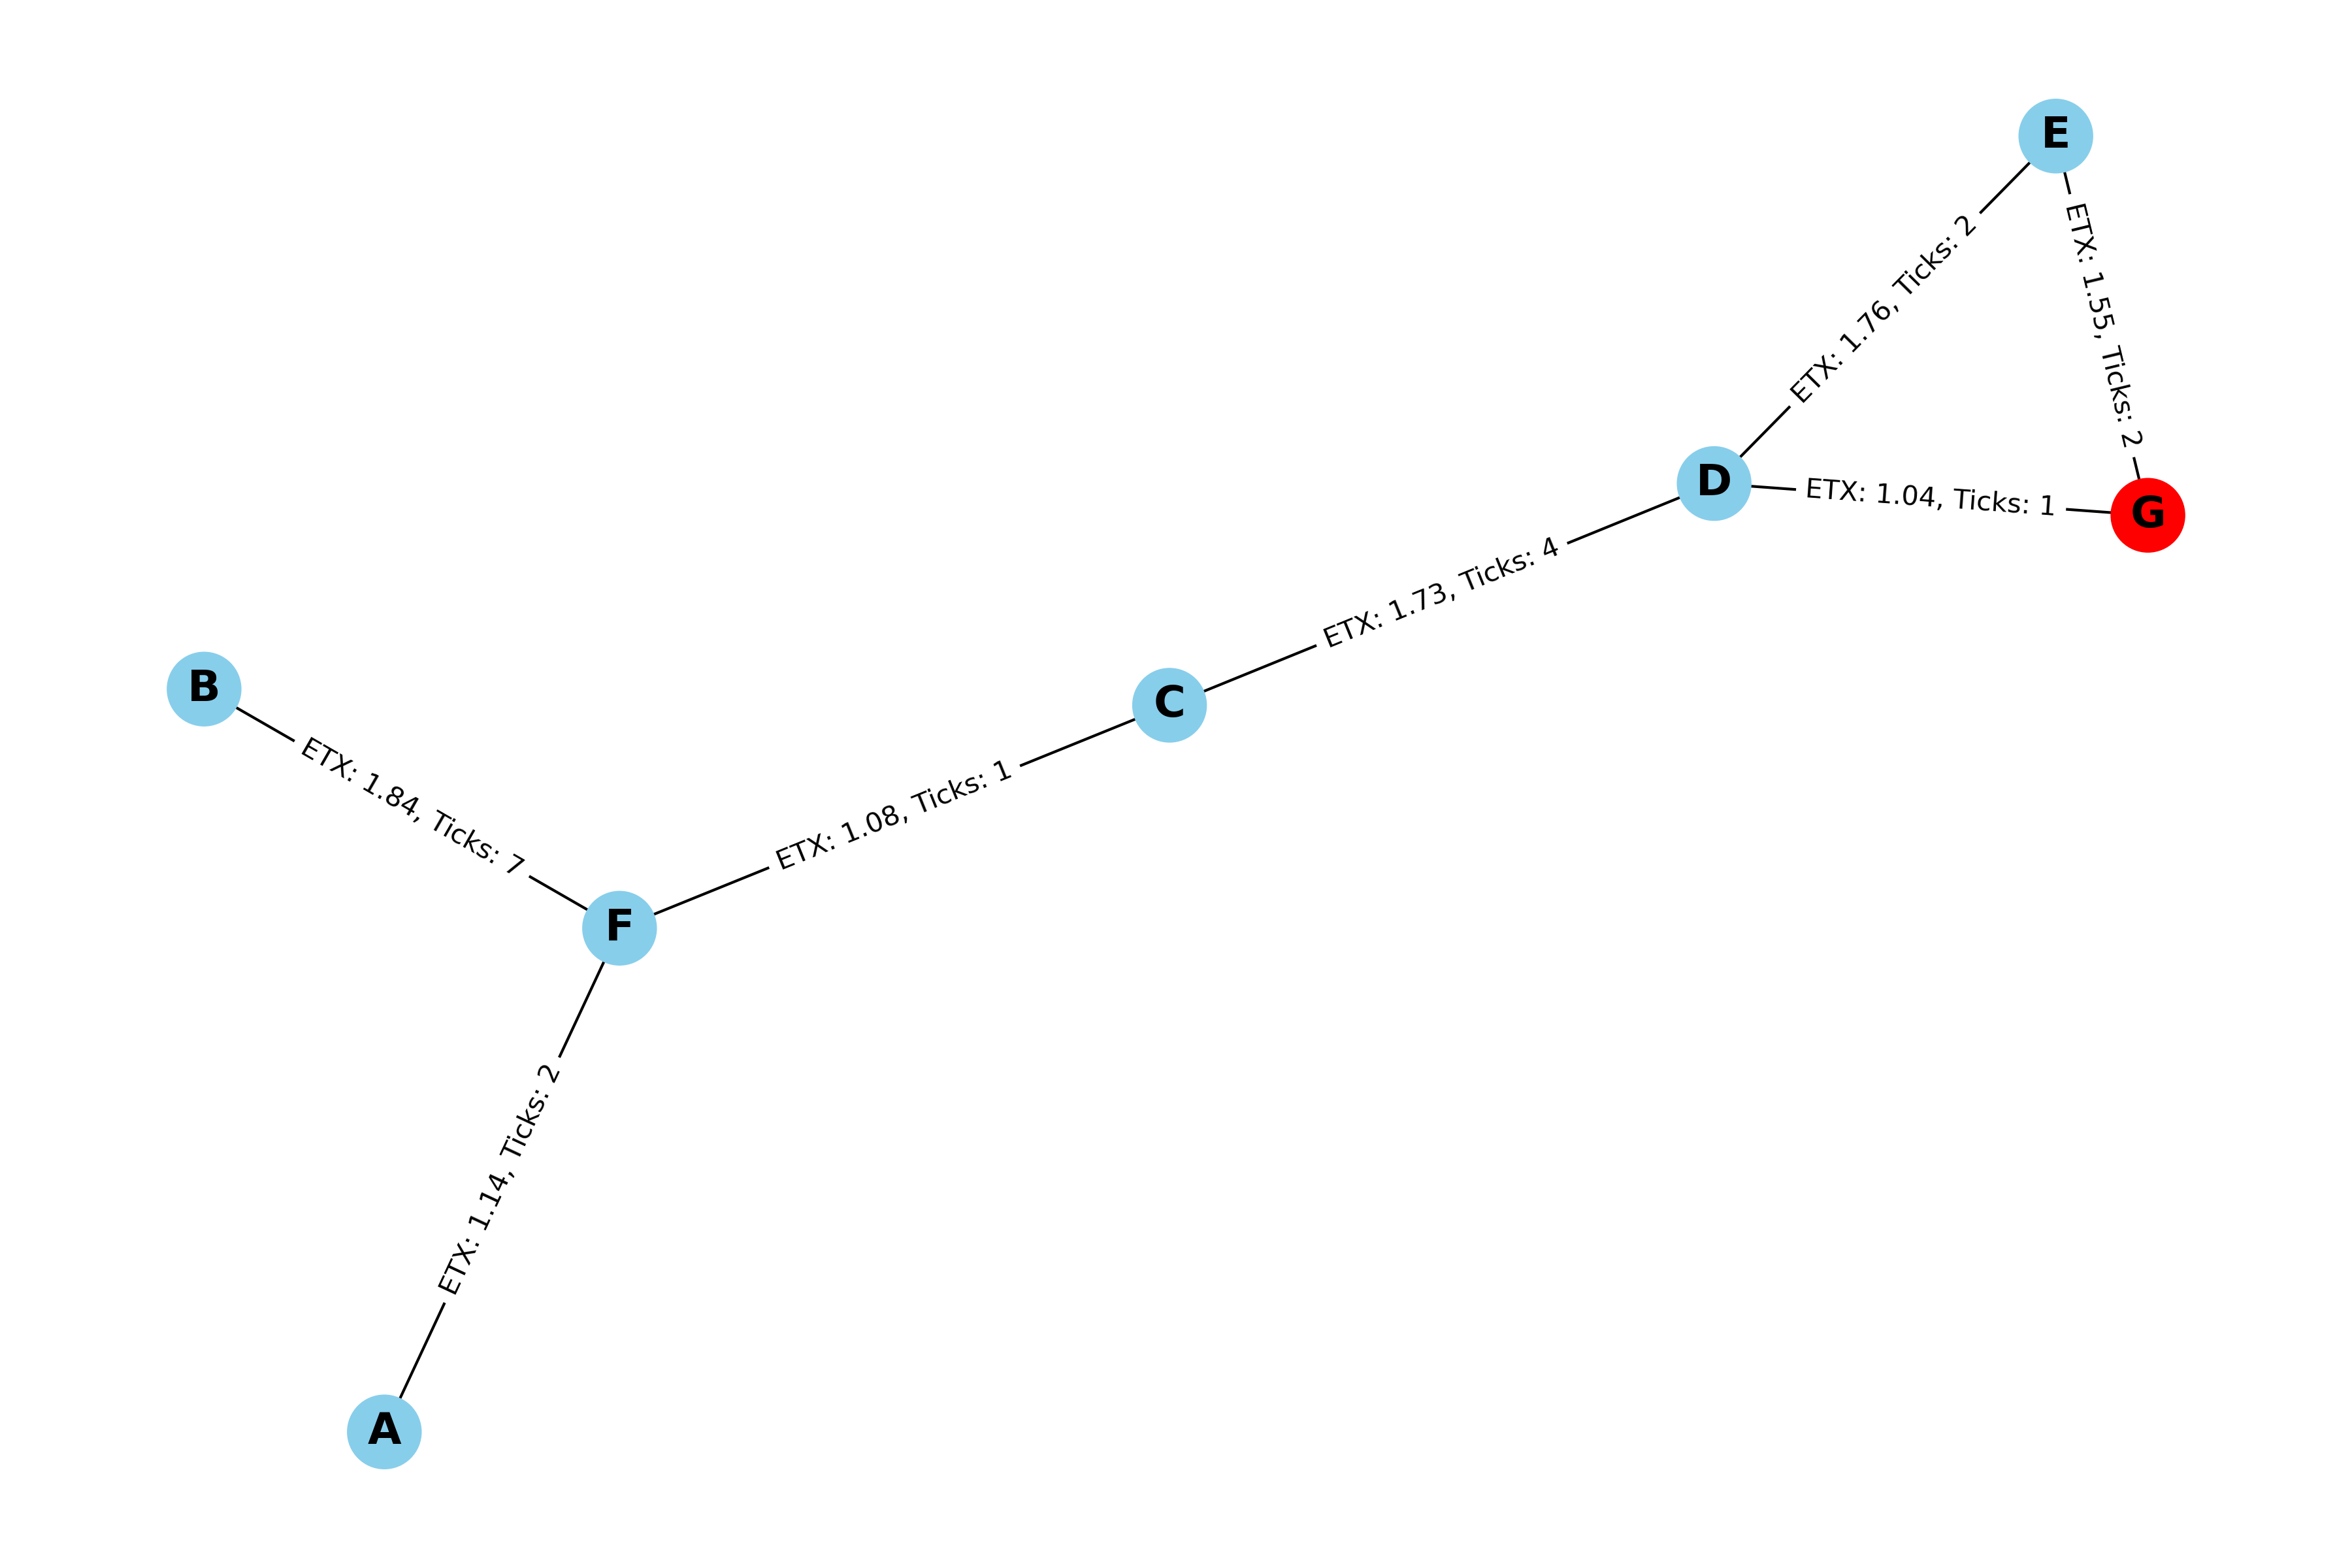 E
ETX: 1.76, Ticks: 2
ETX: 1.55, Ticks: 2
D
ETX: 1.04, Ticks: 1
G
ETX: 1.73, Ticks: 4
B
C
ETX: 1.84, Ticks: 7
ETX: 1.08, Ticks: 1
F
ETX: 1.14, Ticks: 2
A